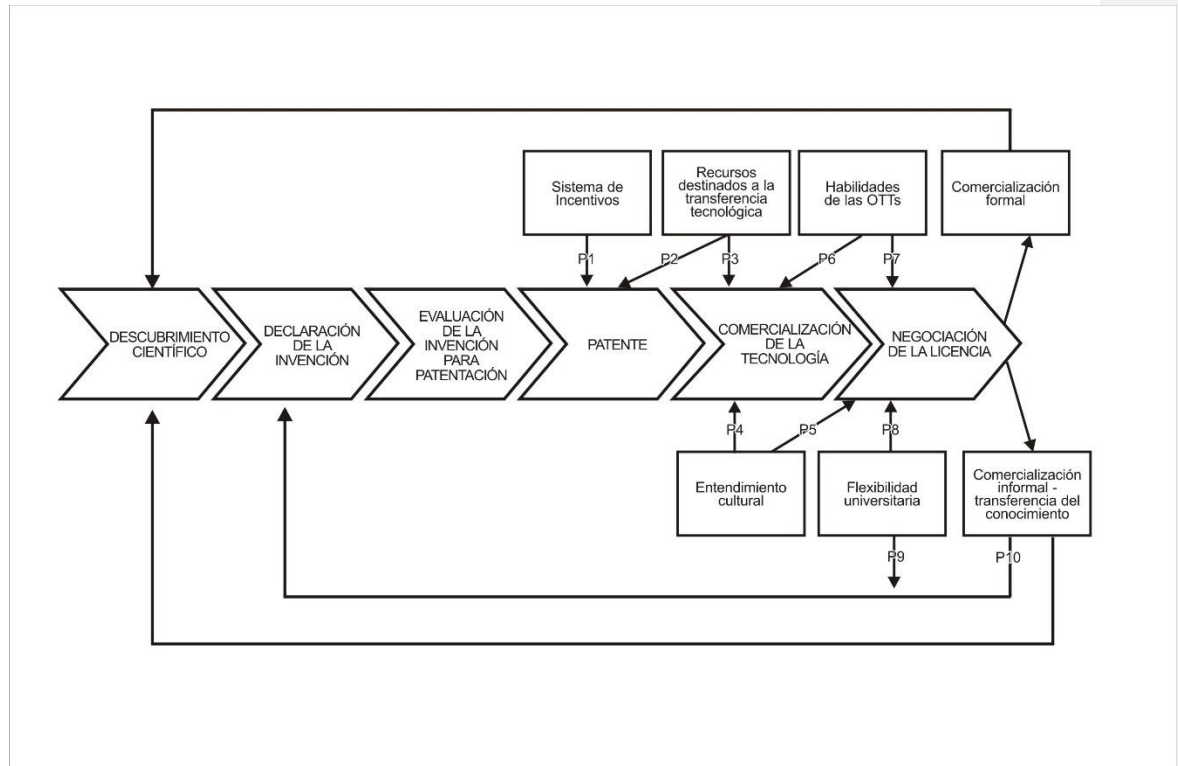 Sistema de
Incentivos
Recursos
destinados a la
transferencia
tecnológica
Habilidades
de las OTTs
Comercialización
formal
P1
P2
P3
P6
P7
DESCUBRIMIENTO
CIENTÍFICO
DECLARACIÓN
DE LA
INVENCIÓN
EVALUACIÓN
DE LA
INVENCIÓN
PARA
PATENTACIÓN
PATENTE
COMERCIALIZACIÓN
DE LA
TECNOLOGÍA
NEGOCIACIÓN
DE LA LICENCIA
P4
P5
P8
Entendimiento
cultural
Flexibilidad
universitaria
Comercialización
informal -
transferencia del
conocimiento
P9
P10